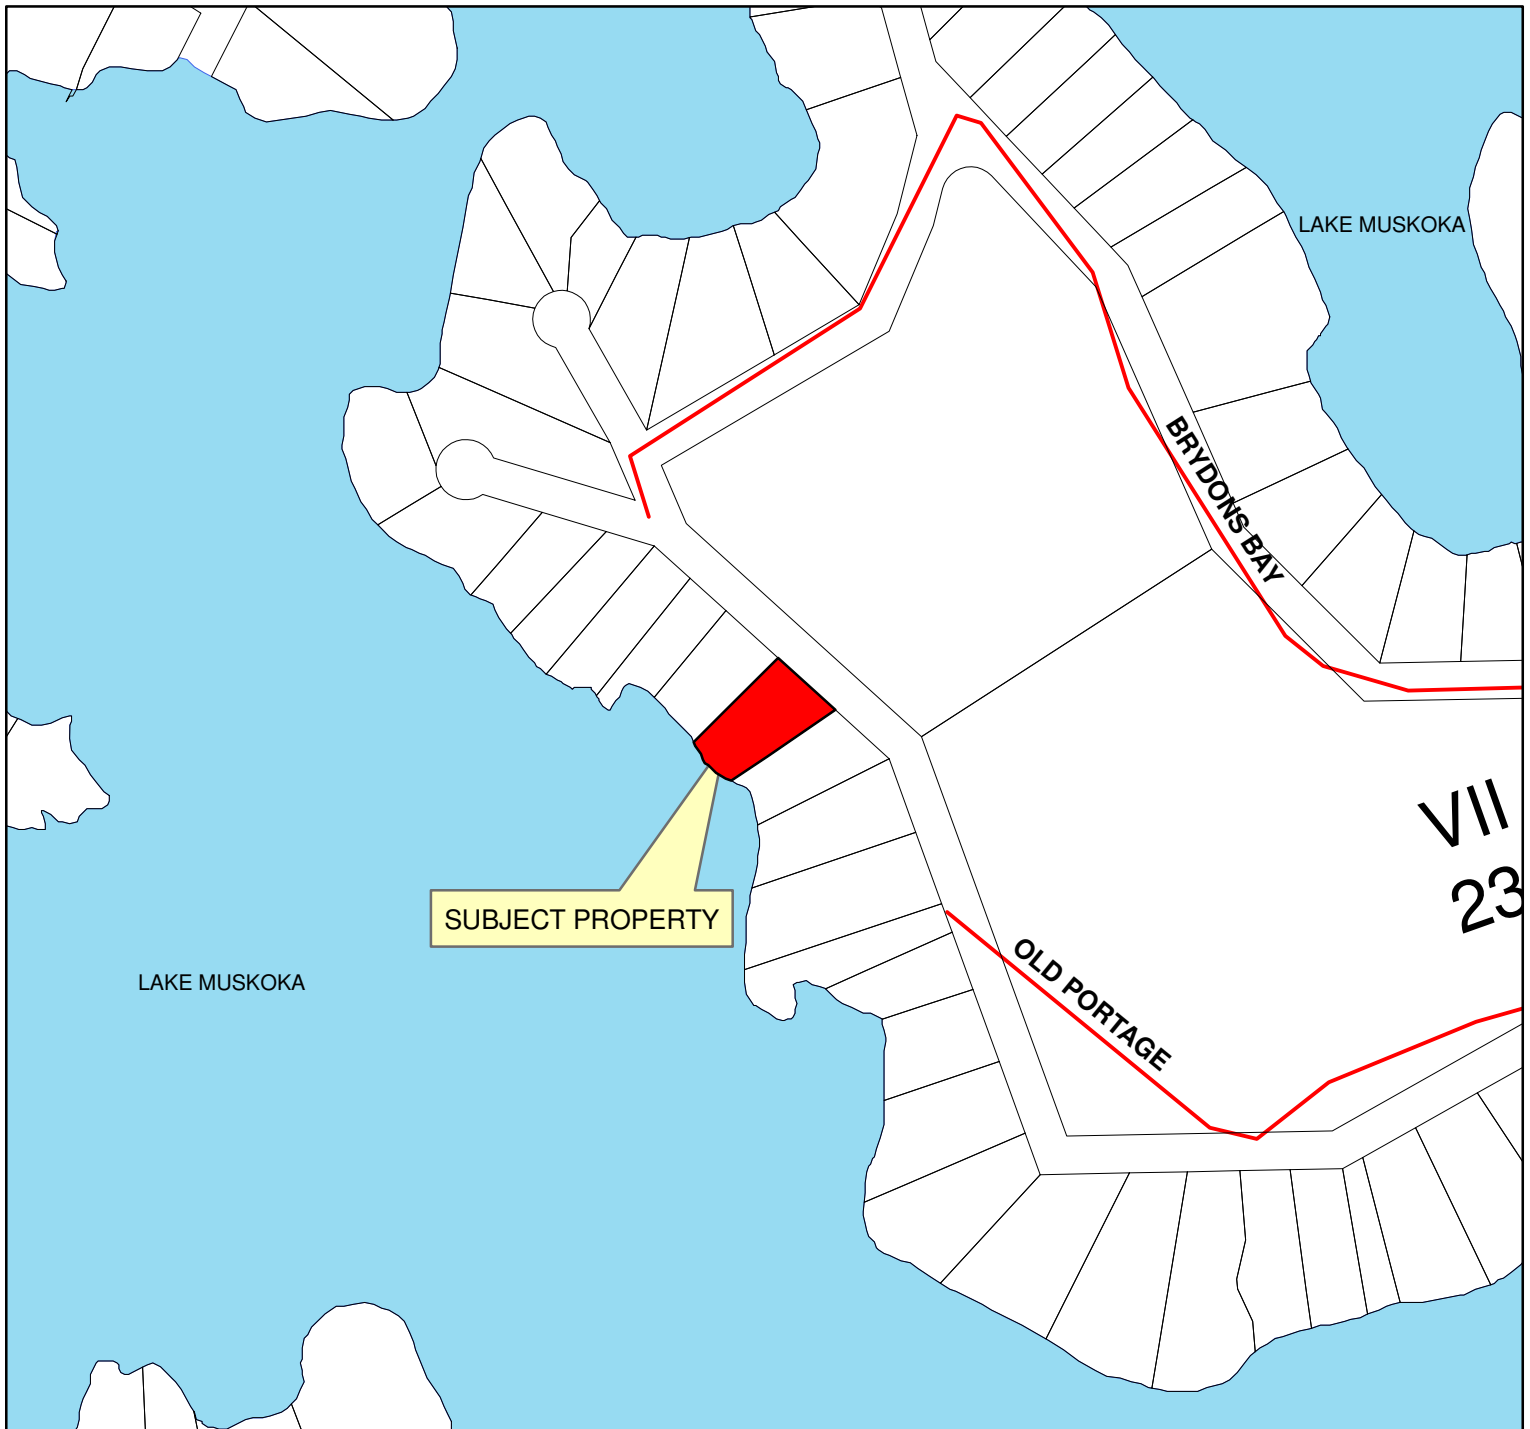 LAKE MUSKOKA
BRYDONS BAY
VII
23
SUBJECT PROPERTY
OLD PORTAGE
LAKE MUSKOKA